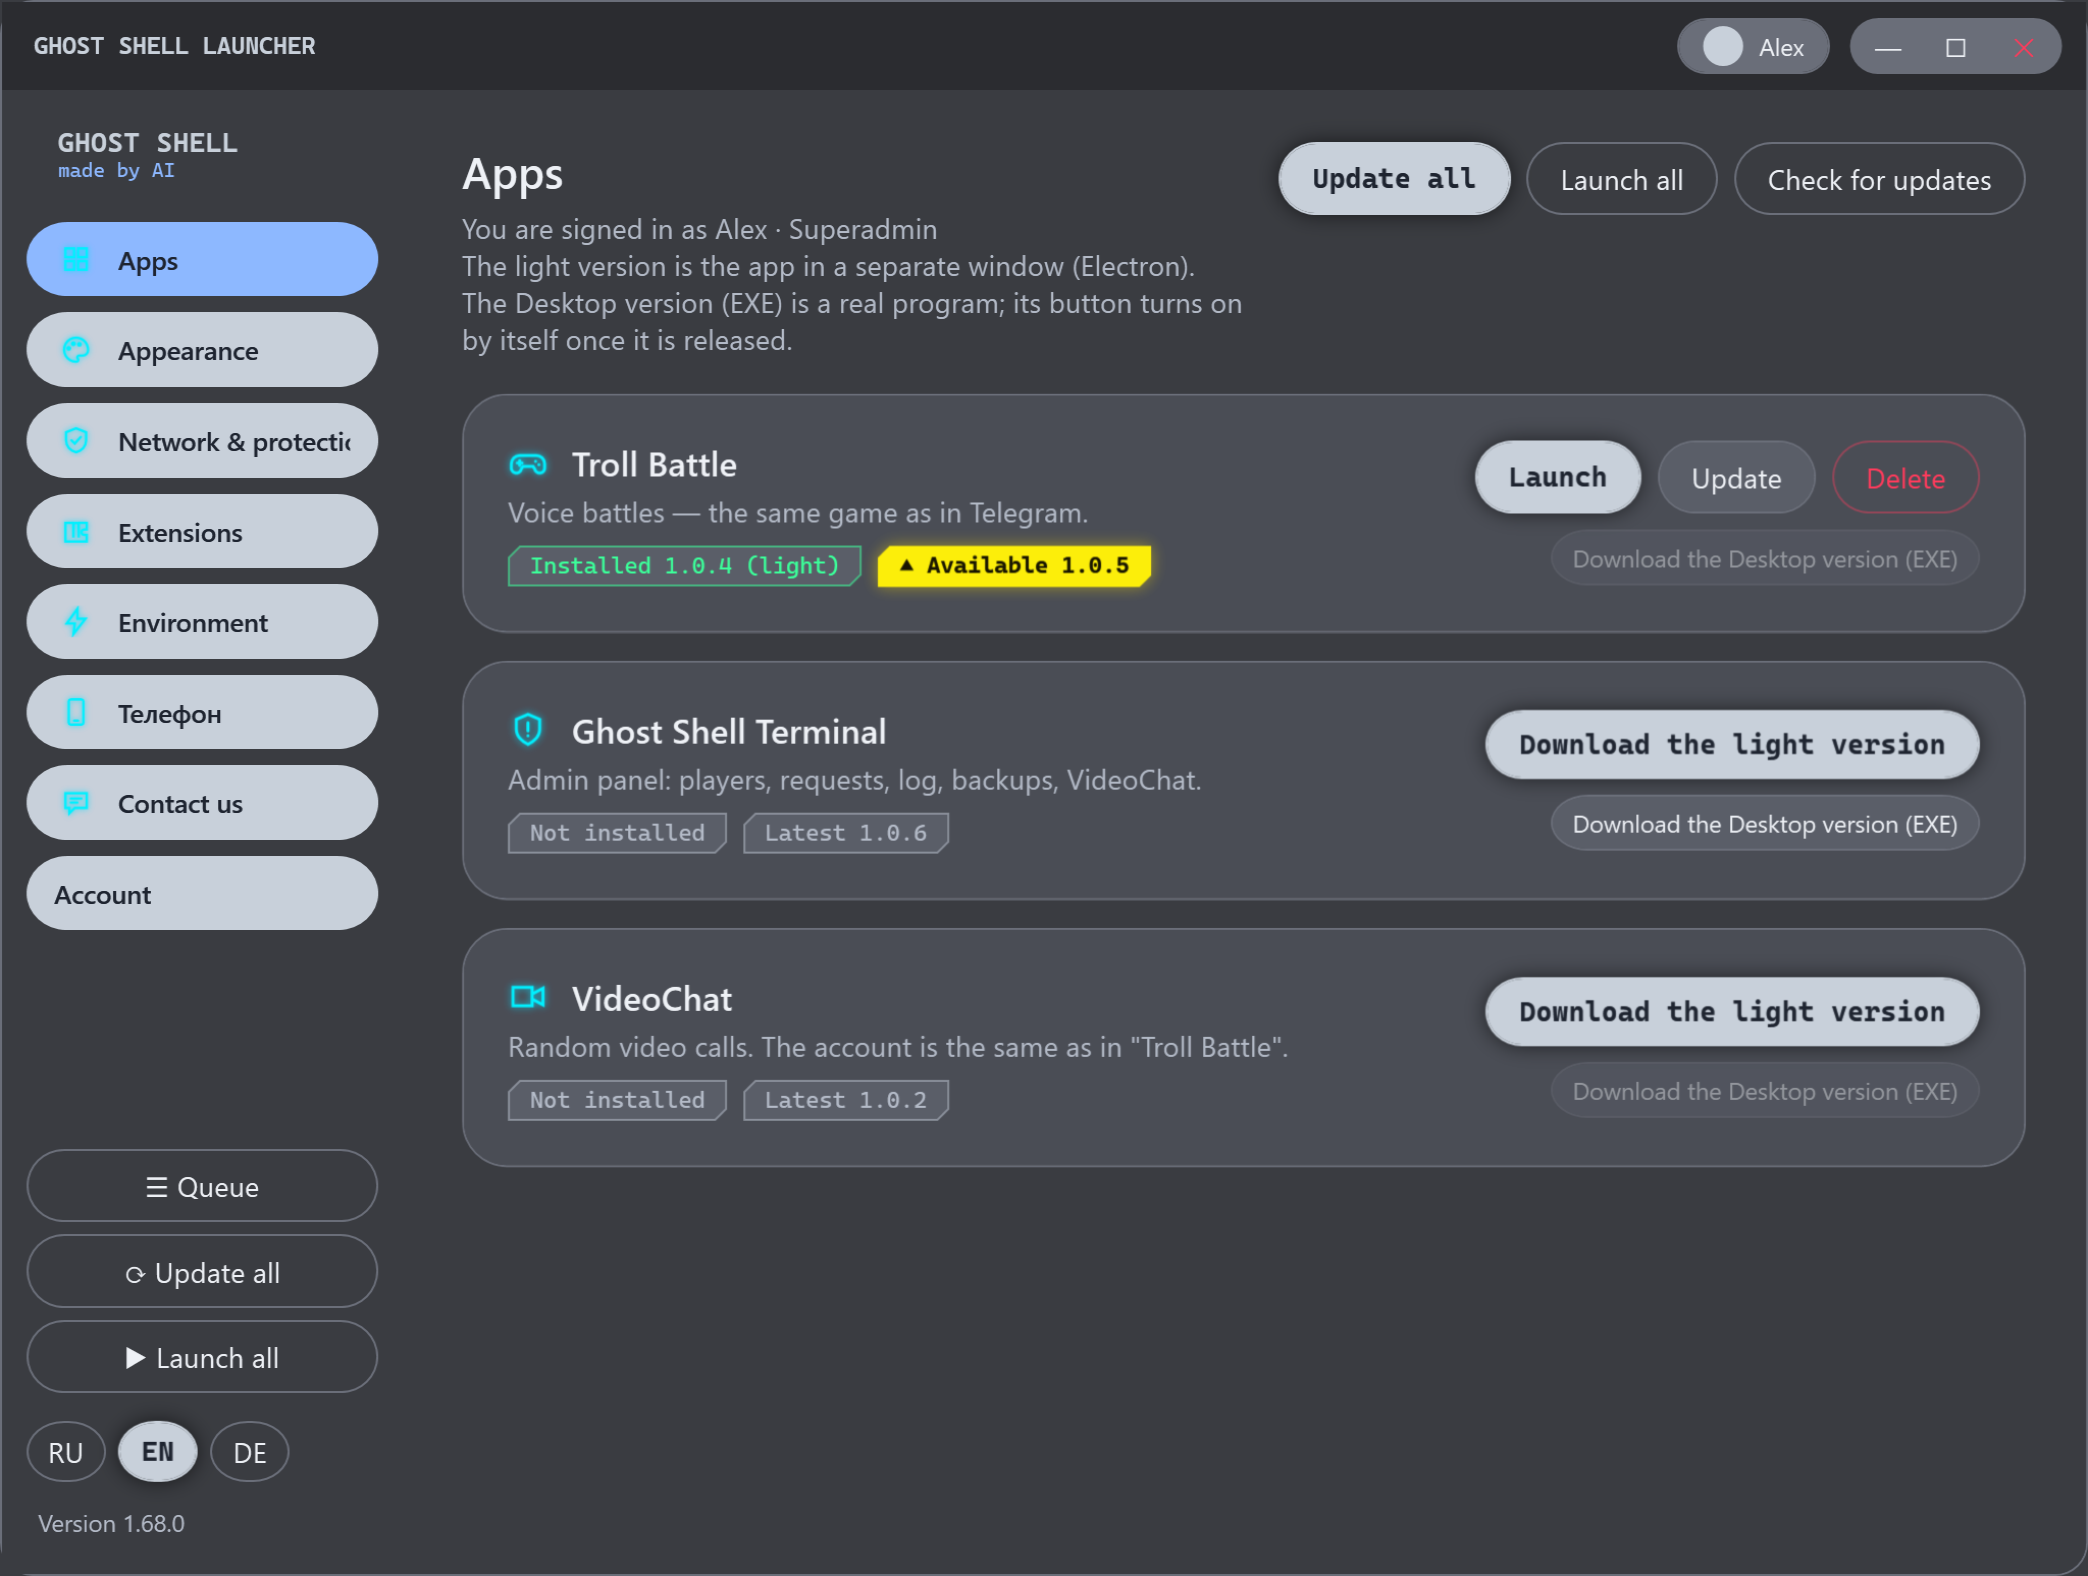 GHOST SHELL LAUNCHER
Alex
GHOST SHELL
made by AI
Apps
Appearance
Network & protectio
Extensions
Environment
Телефон
Contact us
Account
☰ Queue
⟳ Update all
▶ Launch all
RU EN DE
Version 1.68.0
Apps
Update all
Launch all
Check for updates
You are signed in as Alex · Superadmin
The light version is the app in a separate window (Electron).
The Desktop version (EXE) is a real program; its button turns on
by itself once it is released.
Troll Battle
Voice battles — the same game as in Telegram.
Installed 1.0.4 (light)
▲ Available 1.0.5
Launch
Update
Delete
Download the Desktop version (EXE)
Ghost Shell Terminal
Admin panel: players, requests, log, backups, VideoChat.
Not installed
Latest 1.0.6
Download the light version
Download the Desktop version (EXE)
VideoChat
Random video calls. The account is the same as in "Troll Battle".
Not installed
Latest 1.0.2
Download the light version
Download the Desktop version (EXE)